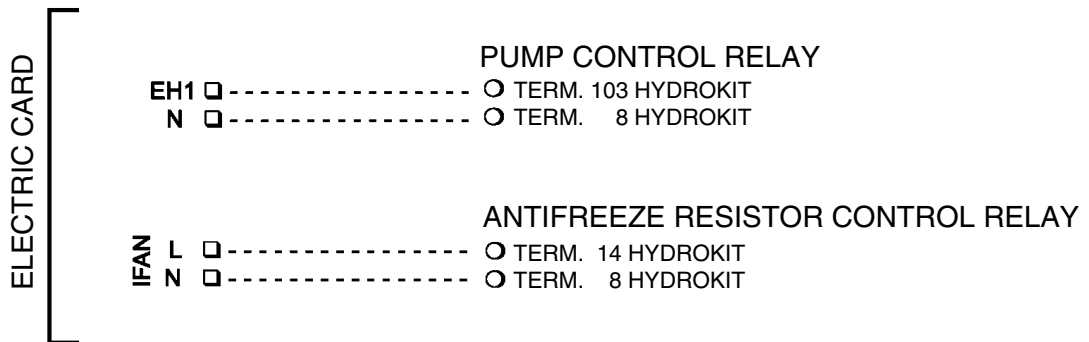 ELECTRIC CARD
PUMP CONTROL RELAY
EH1 TERM. 103 HYDROKIT
N TERM. 8 HYDROKIT
ANTIFREEZE RESISTOR CONTROL RELAY
IFAN
L TERM. 14 HYDROKIT
N TERM. 8 HYDROKIT